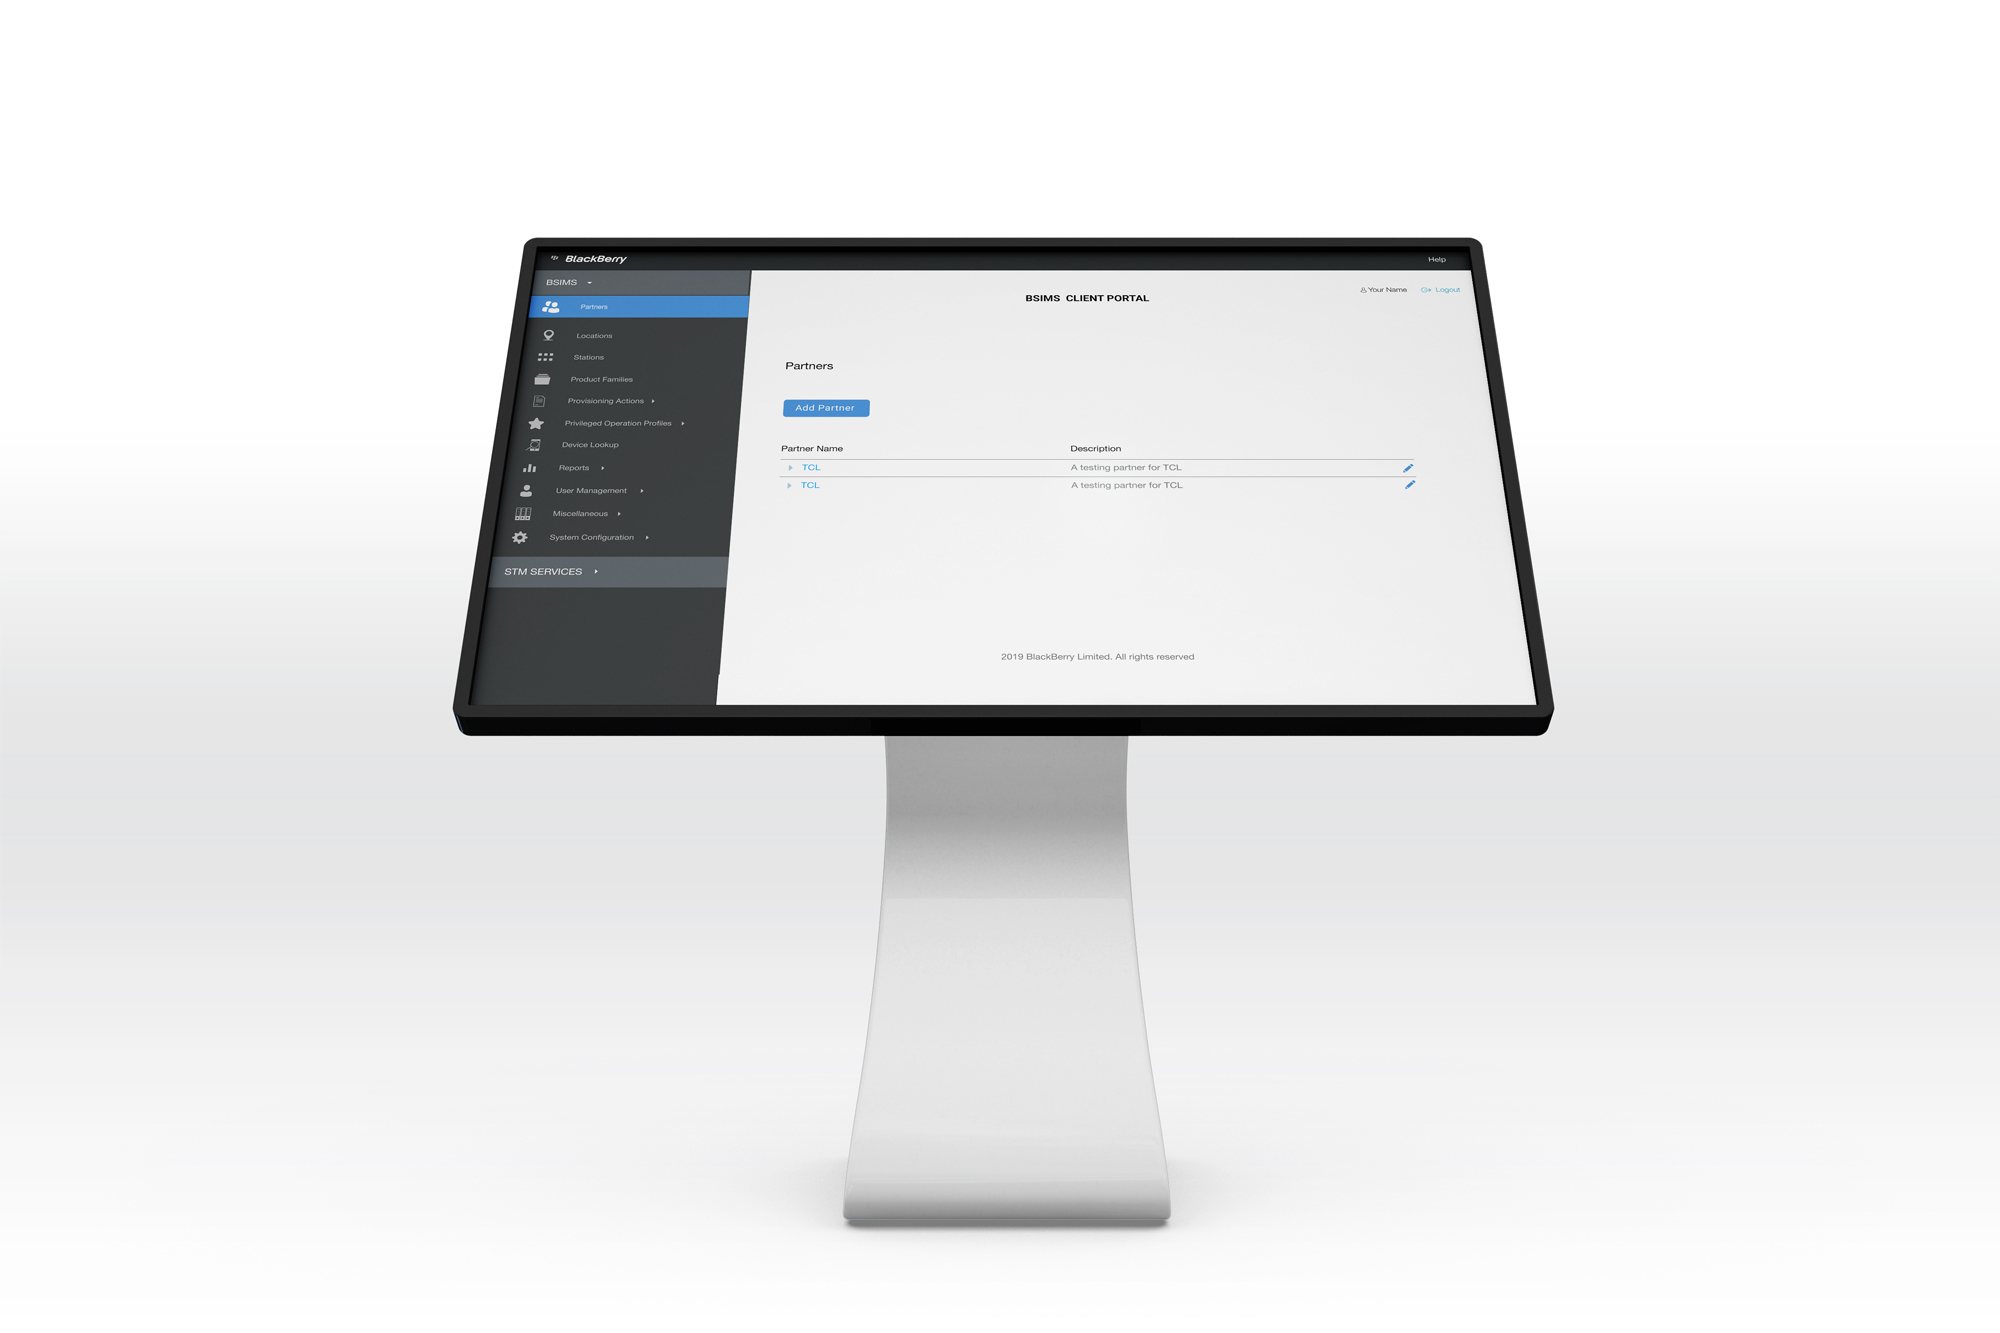 BlackBerry
Help
BSIMS
Your Name Logout
BSIMS CLIENT PORTAL
Partners
Locations
Stations
Product Families
Provisioning Actions
Privileged Operation Profiles
Device Lookup
Reports
User Management
Miscellaneous
System Configuration
STM SERVICES
Partners
Add Partner
Partner Name Description
TCL A testing partner for TCL
TCL A testing partner for TCL
2019 BlackBerry Limited. All rights reserved